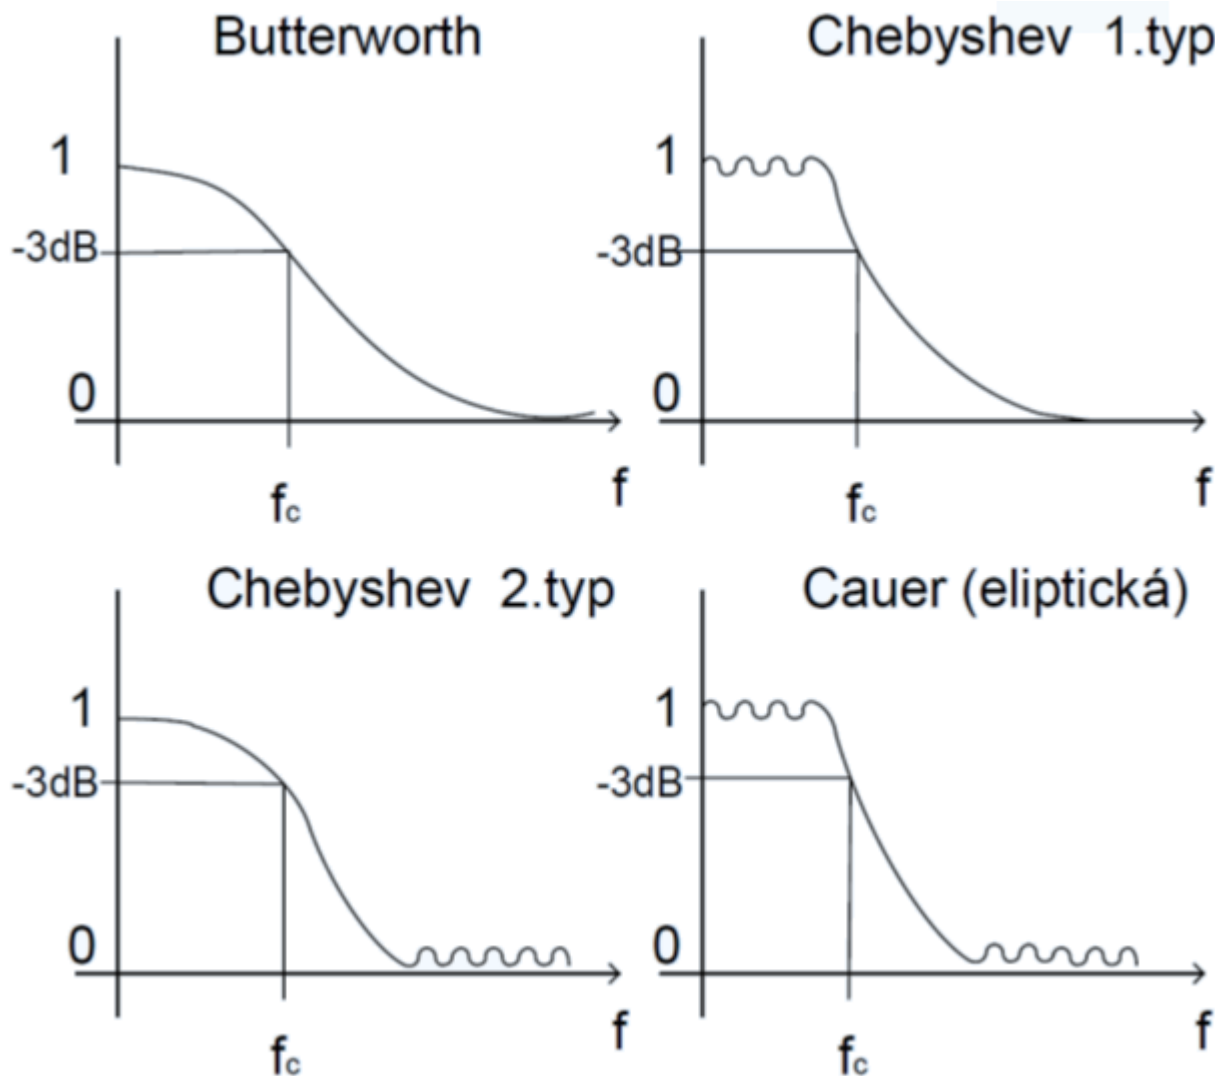 Butterworth
1
-3dB
0
fc
f
Chebyshev 1.typ
1
-3dB
0
fc
f
Chebyshev 2.typ
1
-3dB
0
fc
f
Cauer (eliptická)
1
-3dB
0
fc
f